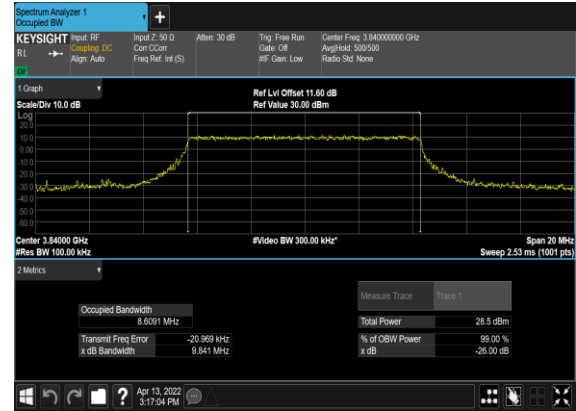 Spectrum Analyzer 1
Occupied BW
KEYSIGHT Input: RF Input Z: 50 Ω Atten: 30 dB Trig: Free Run Center Freq: 3.840000000 GHz
RL Coupling: DC Corr CCorr Gate: Off Avg|Hold: 500/500
Align: Auto Freq Ref: Int (S) #IF Gain: Low Radio Std: None
1 Graph
Ref Lvl Offset 11.60 dB
Scale/Div 10.0 dB Ref Value 30.00 dBm
Log
20.0
10.0
0.00
-10.0
-20.0
-30.0
-40.0
-50.0
-60.0
Center 3.84000 GHz #Video BW 300.00 kHz* Span 20 MHz
#Res BW 100.00 kHz Sweep 2.53 ms (1001 pts)
2 Metrics
Measure Trace Trace 1
Occupied Bandwidth
8.6091 MHz Total Power 28.5 dBm
Transmit Freq Error -20.969 kHz % of OBW Power 99.00 %
x dB Bandwidth 9.841 MHz x dB -26.00 dB
? Apr 13, 2022
3:17:04 PM